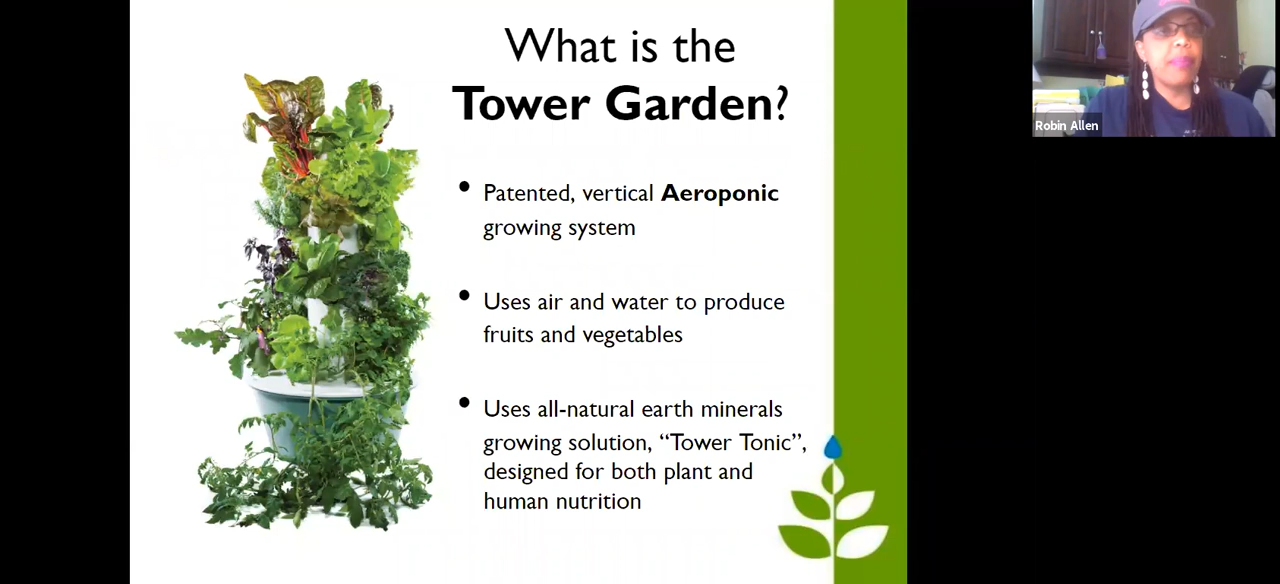 What is the
Tower Garden?
Robin Allen
• Patented, vertical Aeroponic
growing system
• Uses air and water to produce
fruits and vegetables
• Uses all-natural earth minerals
growing solution, “Tower Tonic”,
designed for both plant and
human nutrition